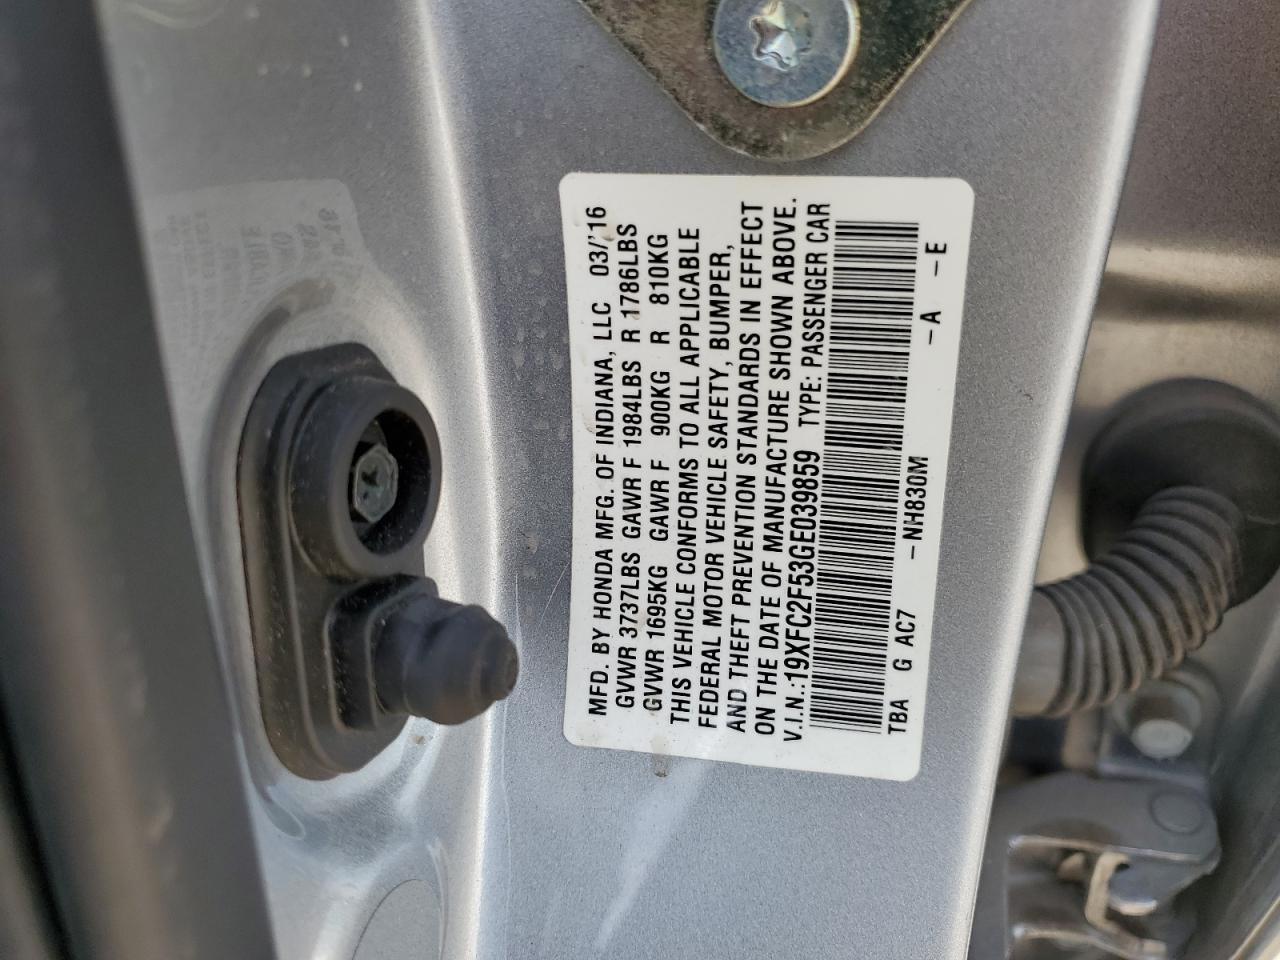 MFD. BY HONDA MFG. OF INDIANA, LLC 03/'16
GVWR 3737LBS GAWR F 1984LBS R 1786LBS
GVWR 1695KG GAWR F 900KG R 810KG
THIS VEHICLE CONFORMS TO ALL APPLICABLE
FEDERAL MOTOR VEHICLE SAFETY, BUMPER,
AND THEFT PREVENTION STANDARDS IN EFFECT
ON THE DATE OF MANUFACTURE SHOWN ABOVE.
V.I.N.:19XFC2F53GE039859 TYPE: PASSENGER CAR
TBA G AC7 -NH830M -A -E